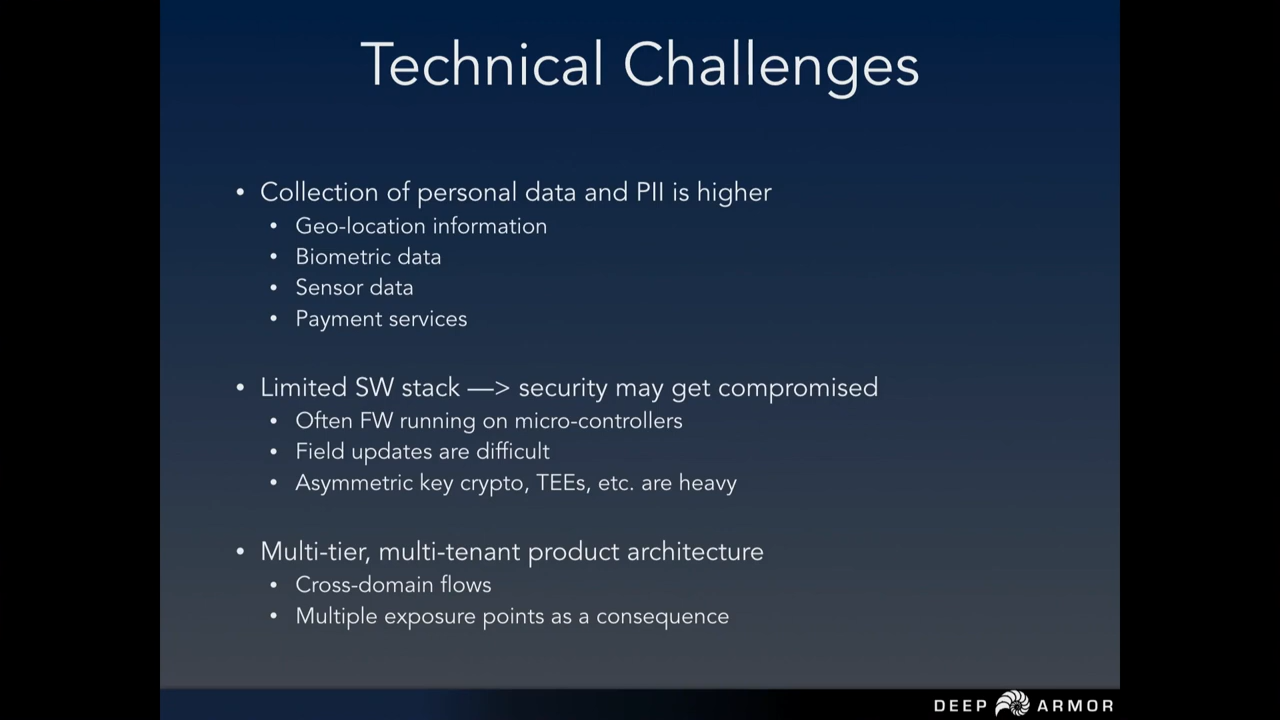 Technical Challenges
• Collection of personal data and PII is higher
• Geo-location information
• Biometric data
• Sensor data
• Payment services
• Limited SW stack —> security may get compromised
• Often FW running on micro-controllers
• Field updates are difficult
• Asymmetric key crypto, TEEs, etc. are heavy
• Multi-tier, multi-tenant product architecture
• Cross-domain flows
• Multiple exposure points as a consequence
DEEP ARMOR